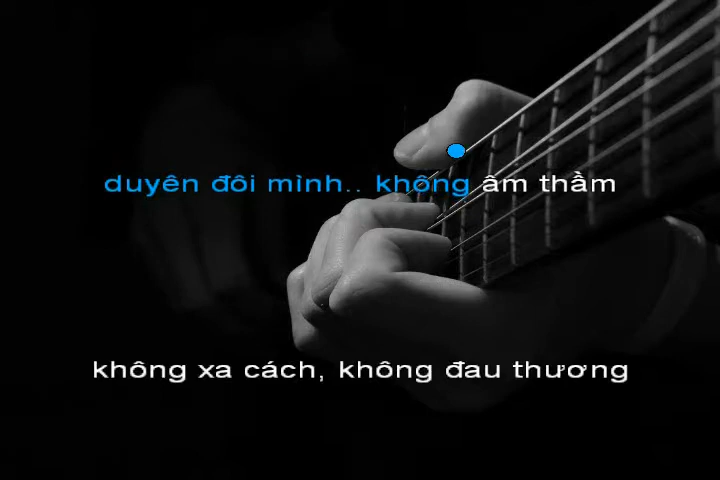 duyên đôi mình.. không âm thầm
không xa cách, không đau thương